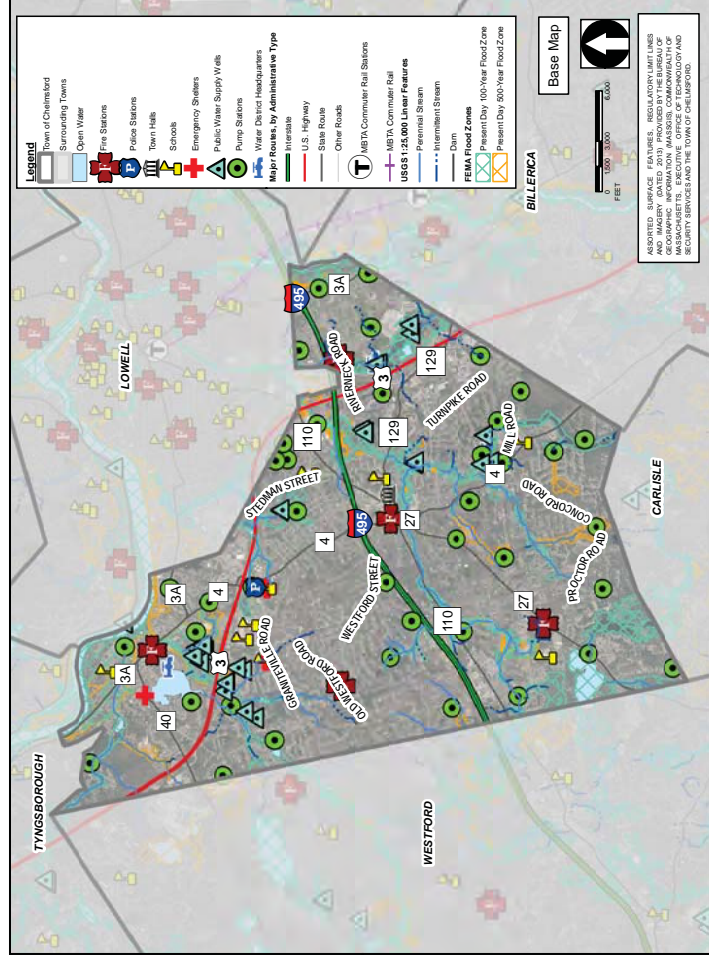 Legend
Town of Chelmsford
Surrounding Towns
Open Water
Fire Stations
Police Stations
Town Halls
Schools
Emergency Shelters
Public Water Supply Wells
Pump Stations
Water District Headquarters
Major Routes, by Administrative Type
Interstate
U.S. Highway
State Route
Other Roads
MBTA Commuter Rail Stations
MBTA Commuter Rail
USGS 1:25,000 Linear Features
Perennial Stream
Intermittent Stream
Dam
FEMA Flood Zones
Present Day 100-Year Flood Zone
Present Day 500-Year Flood Zone
Base Map
0 1,500 3,000 6,000
FEET
ASSORTED SURFACE FEATURES, REGULATORY LIMIT LINES
AND IMAGERY (DATED 2013) PROVIDED BY THE BUREAU OF
GEOGRAPHIC INFORMATION (MASSGIS), COMMONWEALTH OF
MASSACHUSETTS, EXECUTIVE OFFICE OF TECHNOLOGY AND
SECURITY SERVICES AND THE TOWN OF CHELMSFORD.
TYNGSBOROUGH
LOWELL
BILLERICA
WESTFORD
CARLISLE
3A
40
3A
4
3
GRANITEVILLE ROAD
OLD WESTFORD ROAD
STEDMAN STREET
4
110
WESTFORD STREET
495
110
27
27
RIVERNECK ROAD
495
3A
3
129
129
TURNPIKE ROAD
MILL ROAD
4
CONCORD ROAD
PROCTOR ROAD
F
F
F
F
F
P
T